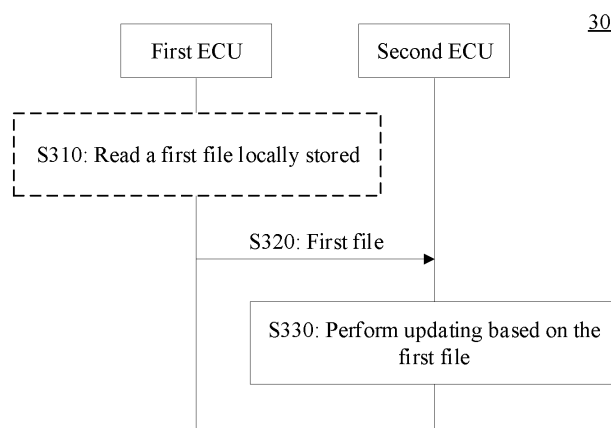 30
First ECU
Second ECU
S310: Read a first file locally stored
S320: First file
S330: Perform updating based on the
first file